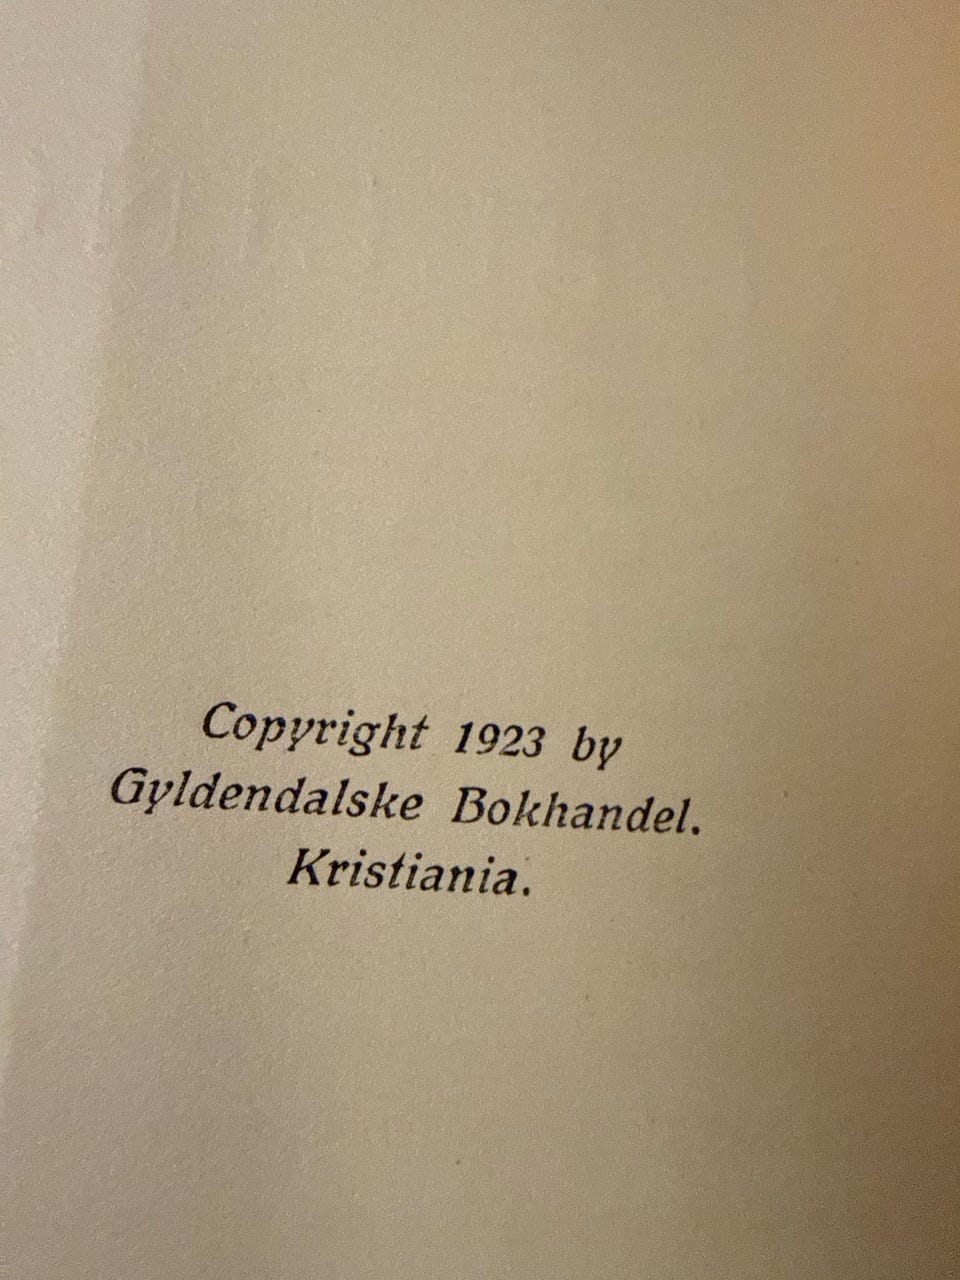 Copyright 1923 by
Gyldendalske Bokhandel.
Kristiania.